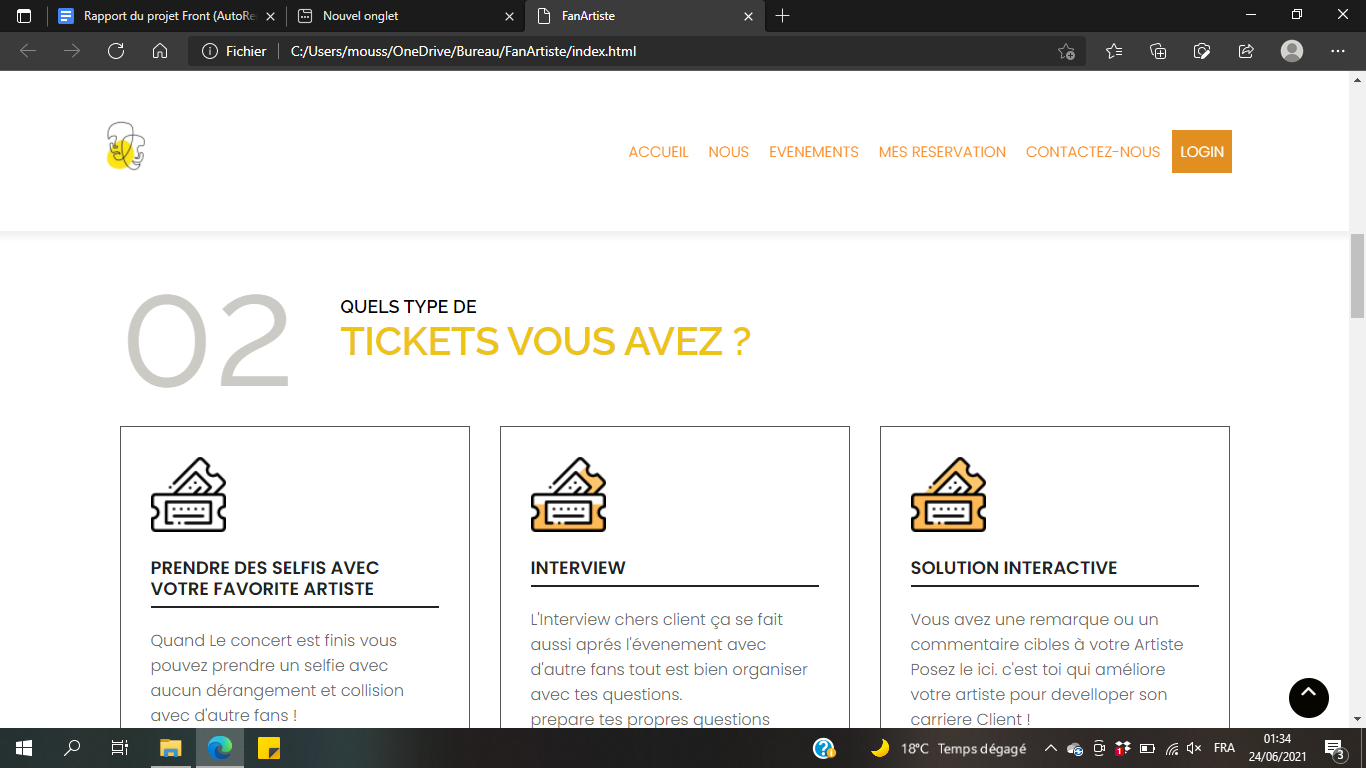 Rapport du projet Front (AutoRe
Nouvel onglet
FanArtiste
Fichier
C:/Users/mouss/OneDrive/Bureau/FanArtiste/index.html
ACCUEIL
NOUS
EVENEMENTS
MES RESERVATION
CONTACTEZ-NOUS
LOGIN
02
QUELS TYPE DE
TICKETS VOUS AVEZ ?
PRENDRE DES SELFIS AVEC
VOTRE FAVORITE ARTISTE
Quand Le concert est finis vous
pouvez prendre un selfie avec
aucun dérangement et collision
avec d'autre fans !
INTERVIEW
L'Interview chers client ça se fait
aussi aprés l'évenement avec
d'autre fans tout est bien organiser
avec tes questions.
prepare tes propres questions
SOLUTION INTERACTIVE
Vous avez une remarque ou un
commentaire cibles à votre Artiste
Posez le ici. c'est toi qui améliore
votre artiste pour develloper son
carriere Client !
18°C Temps dégagé
FRA
01:34
24/06/2021
3